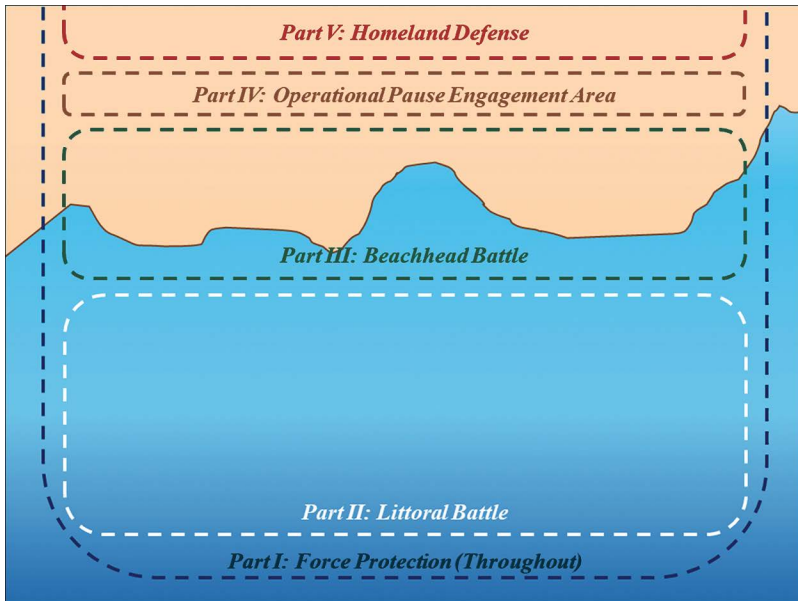 Part V: Homeland Defense
Part IV: Operational Pause Engagement Area
Part III: Beachhead Battle
Part II: Littoral Battle
Part I: Force Protection (Throughout)